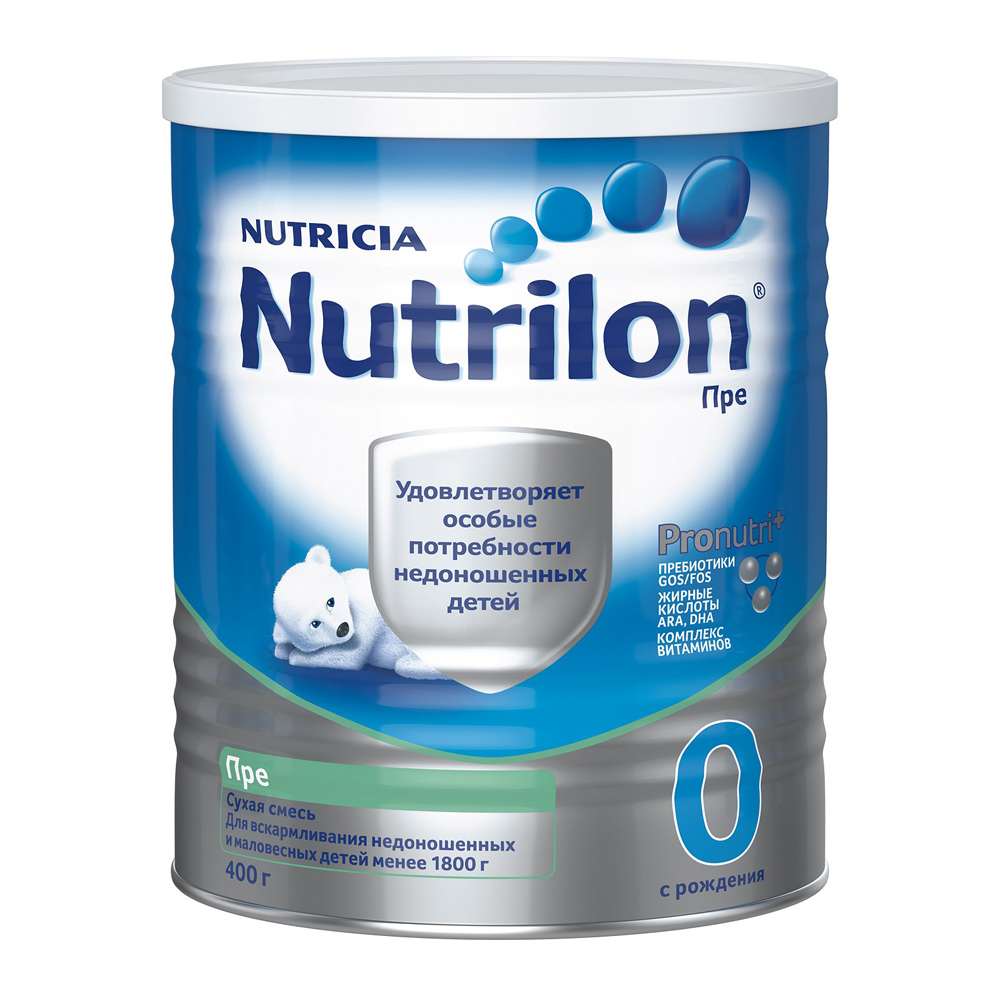 NUTRICIA
Nutrilon®
Пре
Удовлетворяет
особые
потребности
недоношенных
детей
Pronutri+
ПРЕБИОТИКИ
GOS/FOS
ЖИРНЫЕ
КИСЛОТЫ
ARA, DHA
КОМПЛЕКС
ВИТАМИНОВ
Пре
Сухая смесь
Для вскармливания недоношенных
и маловесных детей менее 1800 г
400 г
0
с рождения